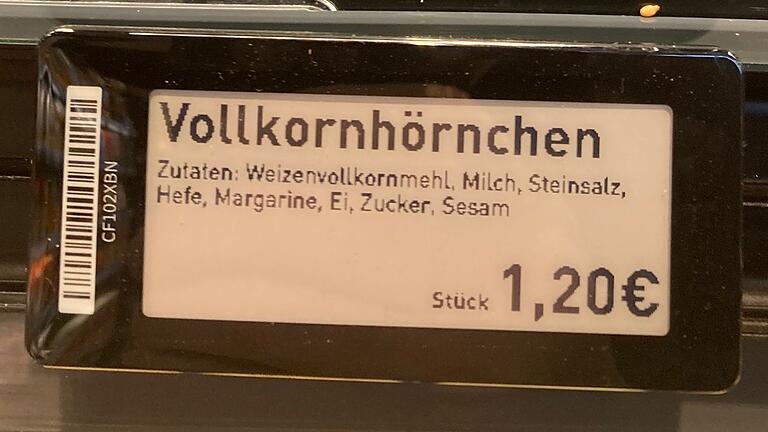 Vollkornhörnchen
Zutaten: Weizenvollkornmehl, Milch, Steinsalz,
Hefe, Margarine, Ei, Zucker, Sesam
Stück 1,20€
CF102XBN